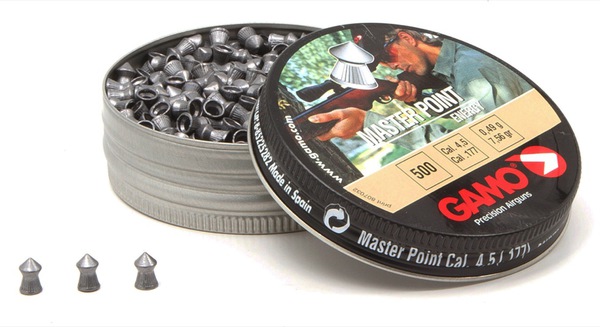 MASTER POINT
ENERGY
500
Cal. 4,5
Cal .177
0,49 g
7,56 gr
www.gamo.com
Made in Spain
GAMO
Precision Airguns
Master Point Cal. 4,5 (.177)